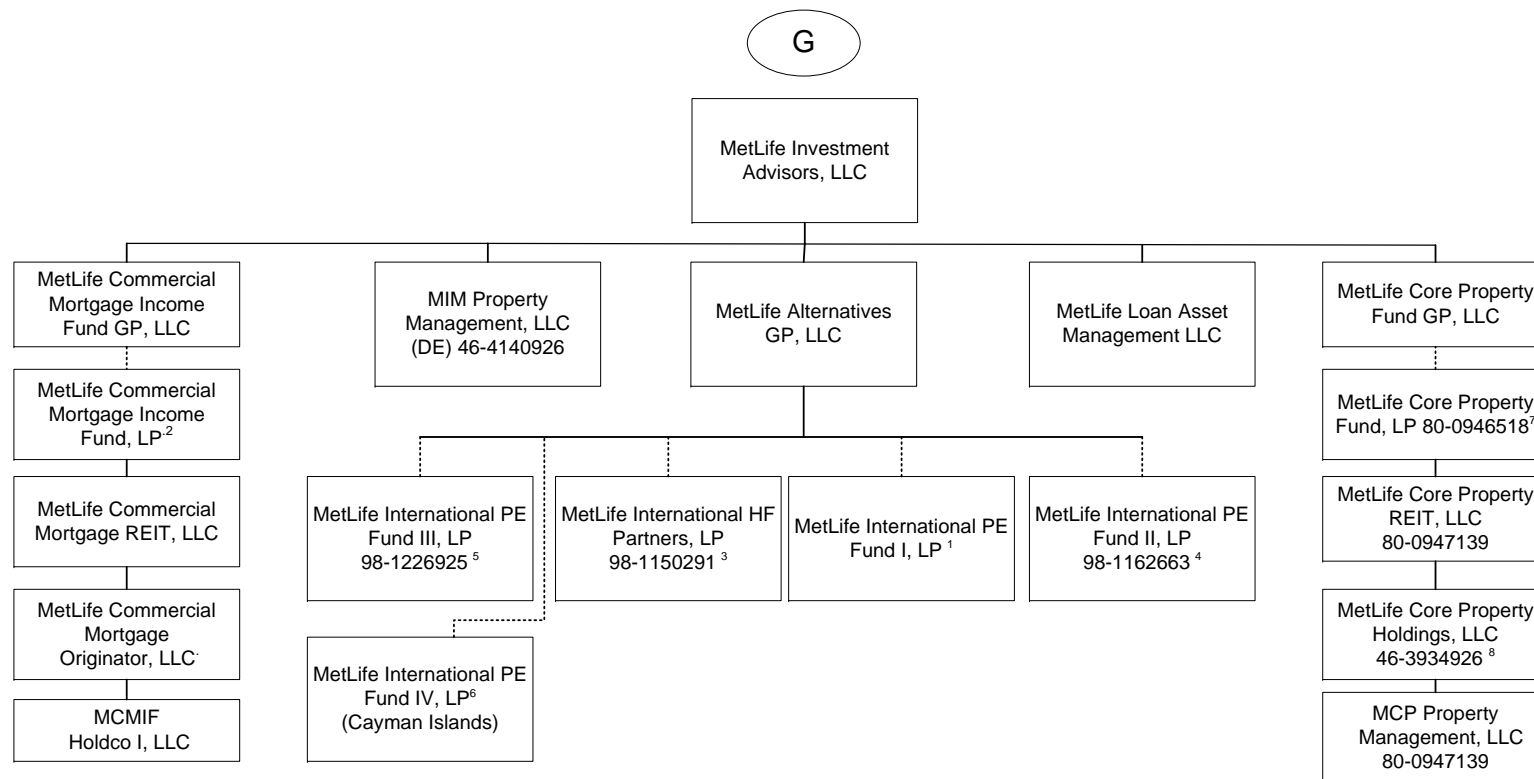 G
MetLife Investment
Advisors, LLC
MetLife Commercial
Mortgage Income
Fund GP, LLC
MIM Property
Management, LLC
(DE) 46-4140926
MetLife Alternatives
GP, LLC
MetLife Loan Asset
Management LLC
MetLife Core Property
Fund GP, LLC
MetLife Commercial
Mortgage Income
Fund, LP.2
MetLife Core Property
Fund, LP 80-0946518 7
MetLife Commercial
Mortgage REIT, LLC
MetLife International PE
Fund III, LP
98-1226925 5
MetLife International HF
Partners, LP
98-1150291 3
MetLife International PE
Fund I, LP 1
MetLife International PE
Fund II, LP
98-1162663 4
MetLife Core Property
REIT, LLC
80-0947139
MetLife Commercial
Mortgage
Originator, LLC.
MetLife International PE
Fund IV, LP6
(Cayman Islands)
MetLife Core Property
Holdings, LLC
46-3934926 8
MCMIF
Holdco I, LLC
MCP Property
Management, LLC
80-0947139